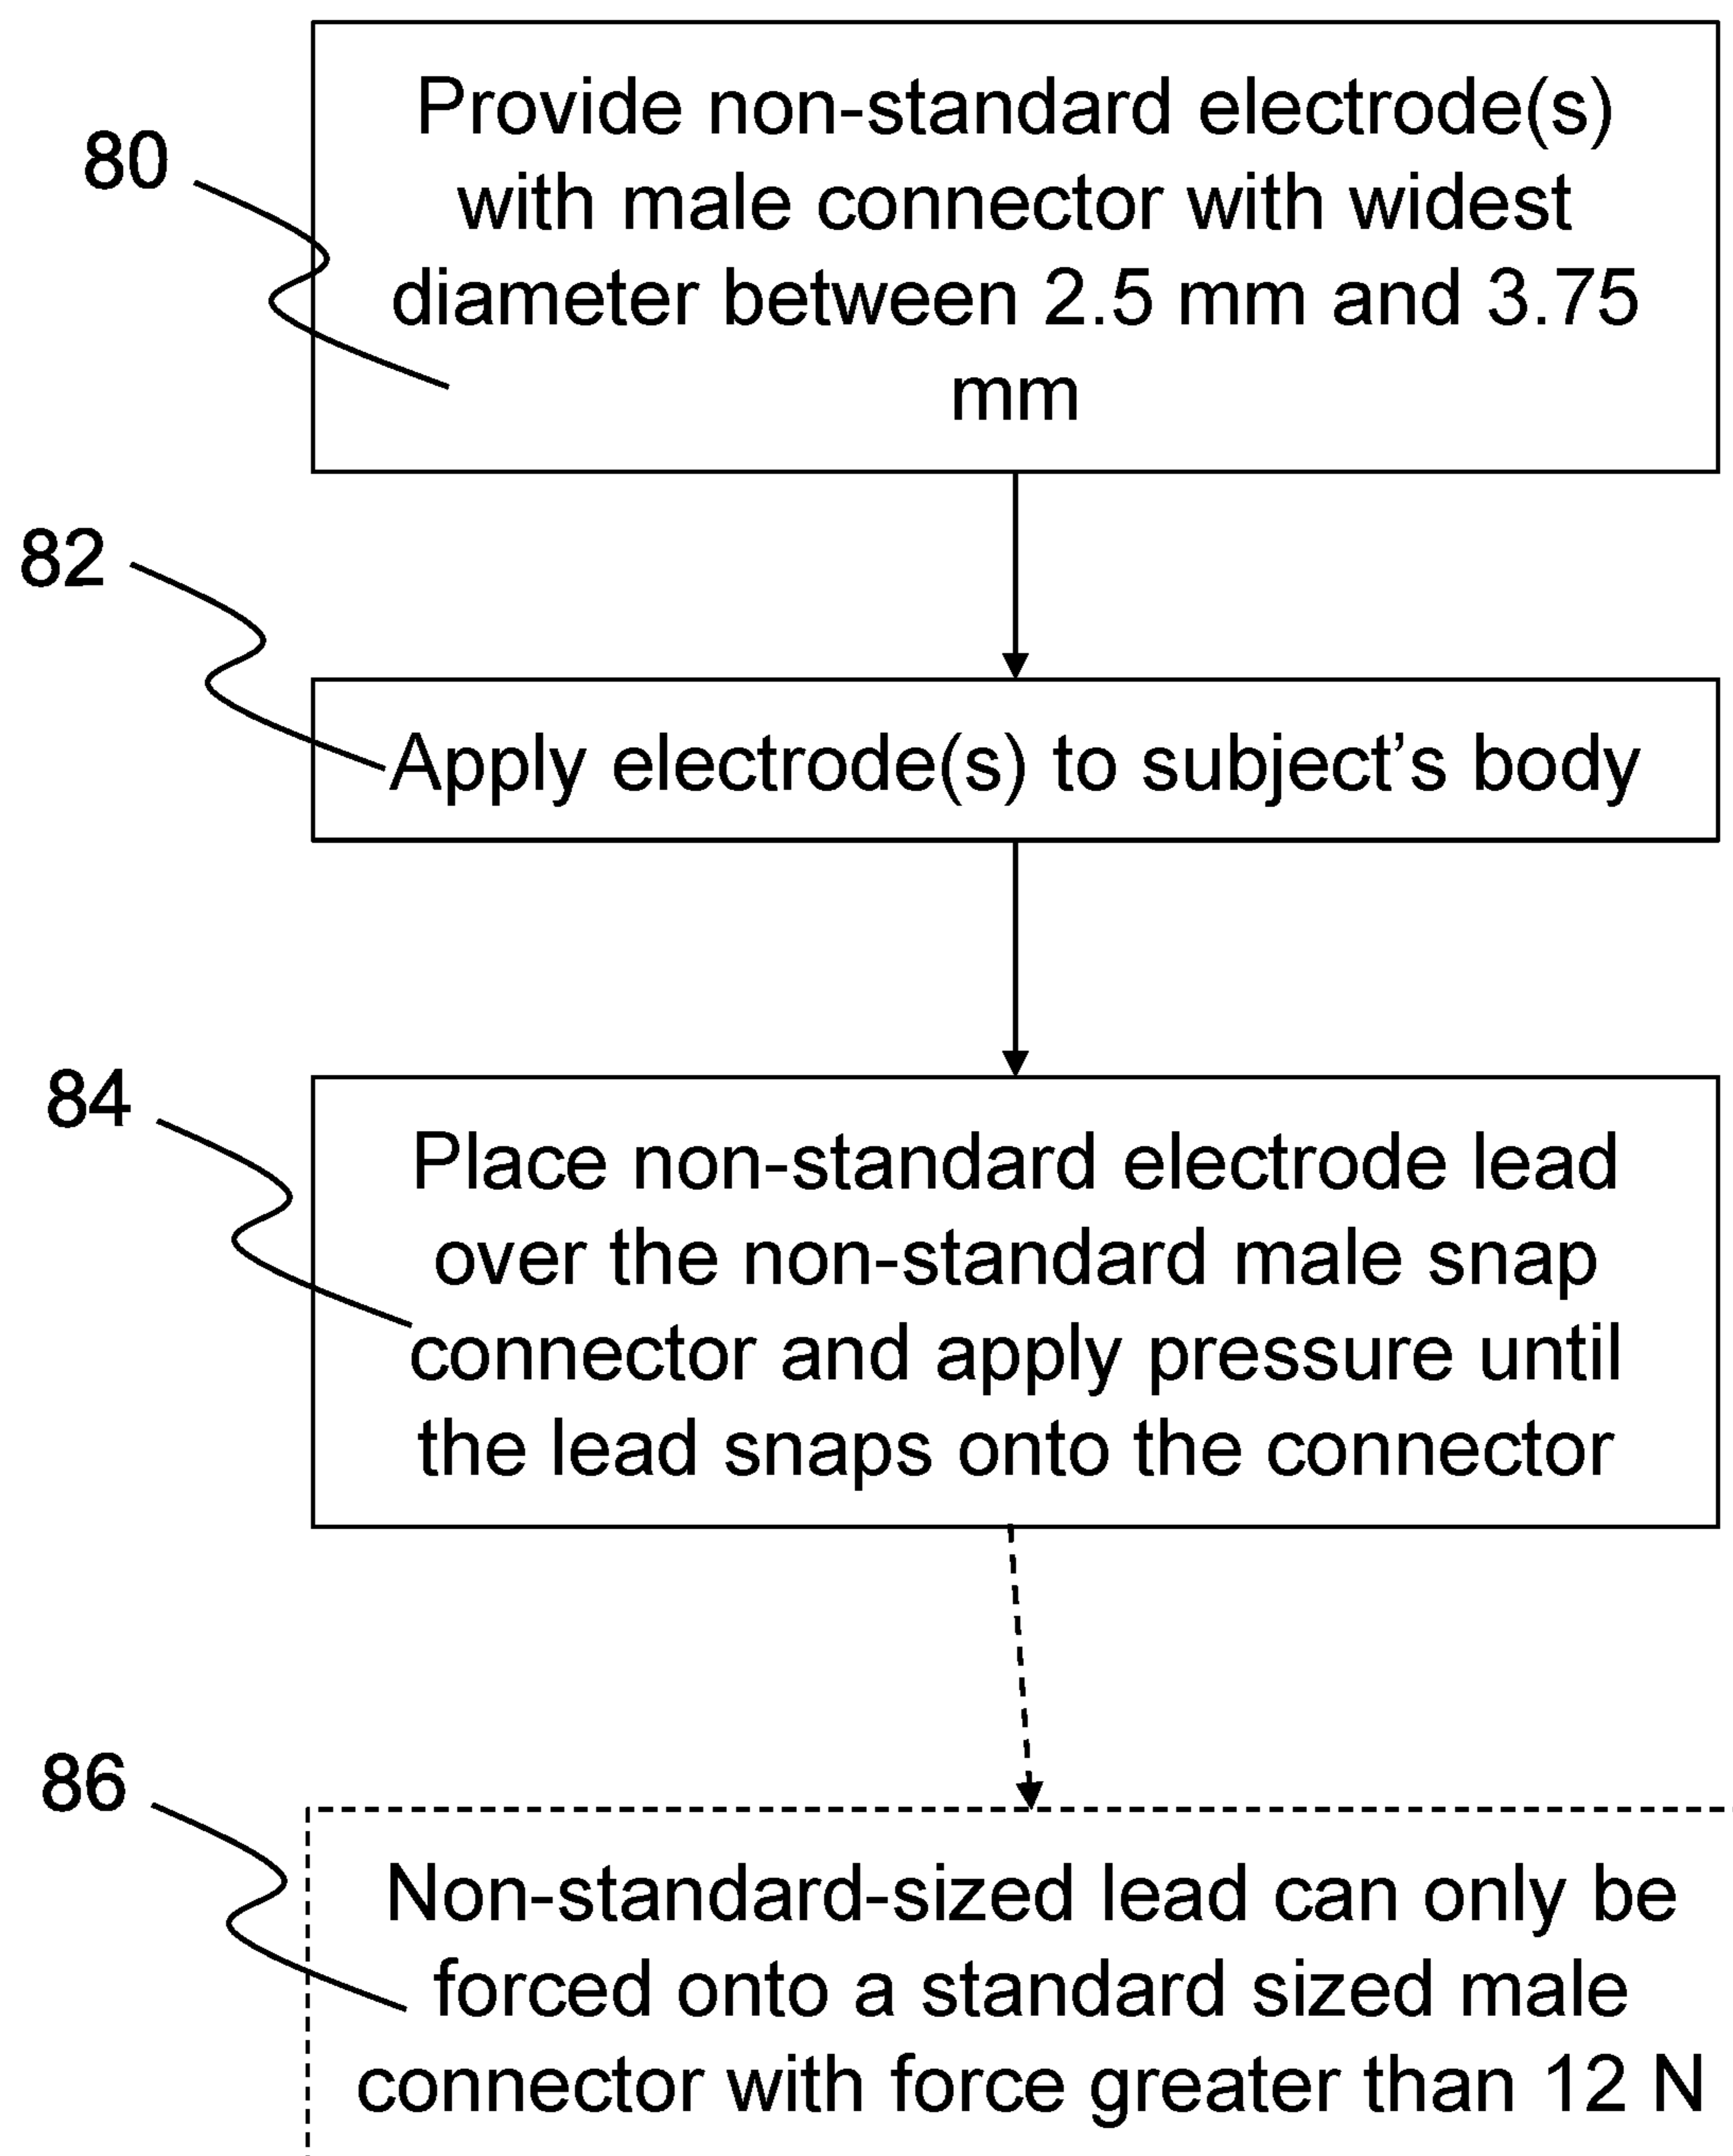 80
Provide non-standard electrode(s)
with male connector with widest
diameter between 2.5 mm and 3.75
mm
82
Apply electrode(s) to subject's body
84
Place non-standard electrode lead
over the non-standard male snap
connector and apply pressure until
the lead snaps onto the connector
86
Non-standard-sized lead can only be
forced onto a standard sized male
connector with force greater than 12 N